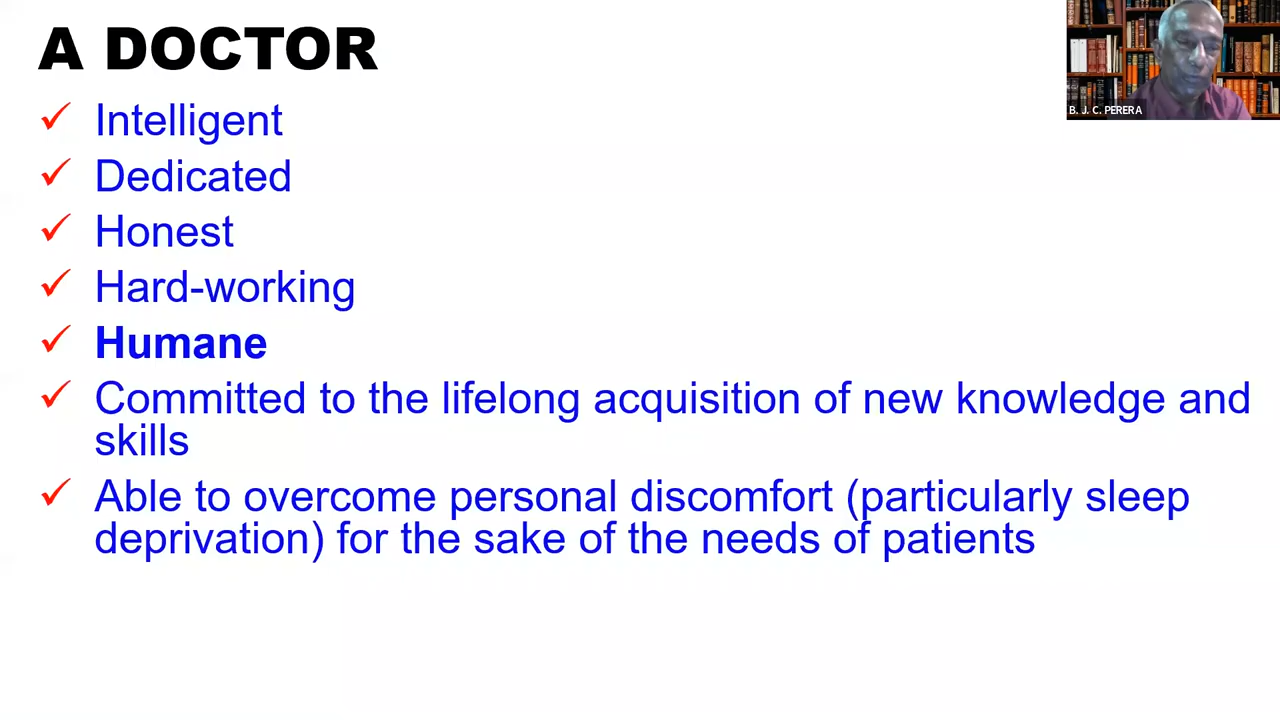 A DOCTOR
✓ Intelligent
✓ Dedicated
✓ Honest
✓ Hard-working
✓ Humane
✓ Committed to the lifelong acquisition of new knowledge and
skills
✓ Able to overcome personal discomfort (particularly sleep
deprivation) for the sake of the needs of patients
B. J. C. PERERA